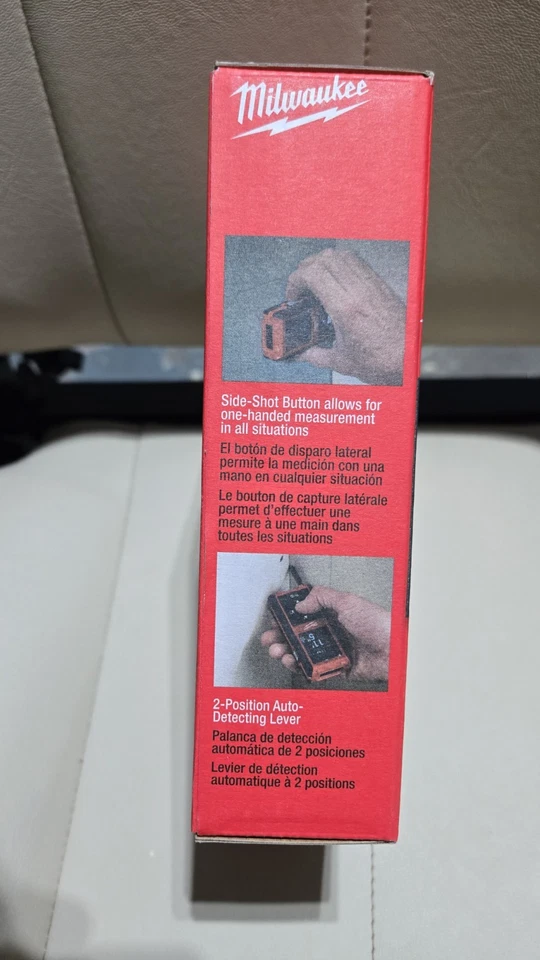 Milwaukee
Side-Shot Button allows for
one-handed measurement
in all situations
El botón de disparo lateral
permite la medición con una
mano en cualquier situación
Le bouton de capture latérale
permet d'effectuer une
mesure à une main dans
toutes les situations
2-Position Auto-
Detecting Lever
Palanca de detección
automática de 2 posiciones
Levier de détection
automatique à 2 positions